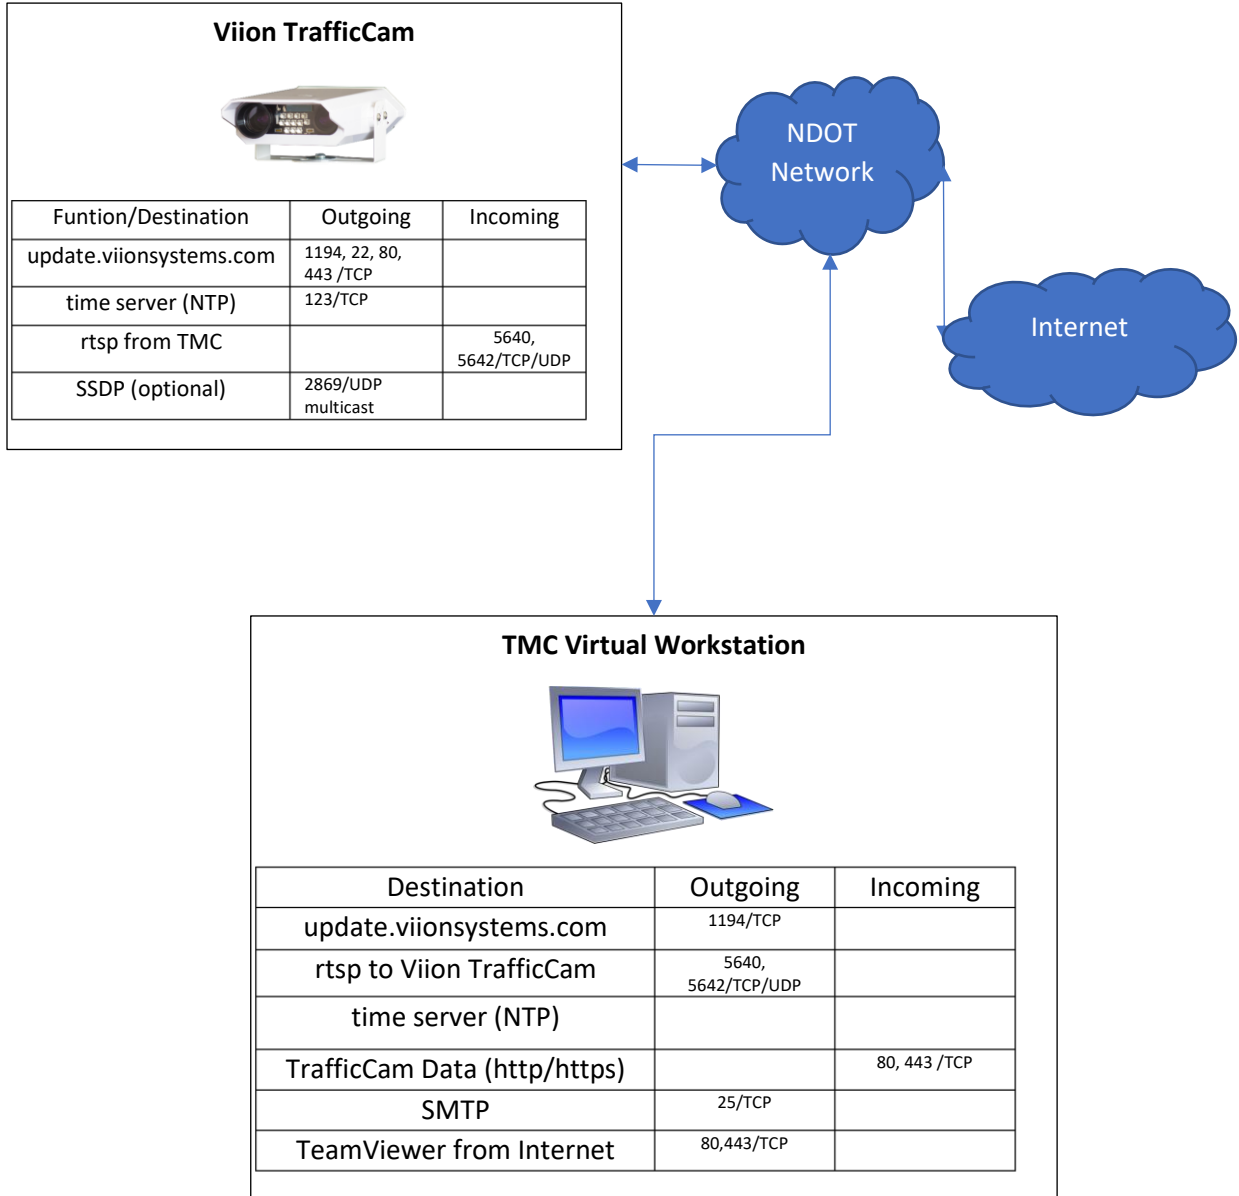 Viion TrafficCam
NDOT
Network
Internet
Funtion/Destination Outgoing Incoming
update.viionsystems.com 1194, 22, 80,
443 /TCP
time server (NTP) 123/TCP
rtsp from TMC 5640,
5642/TCP/UDP
SSDP (optional) 2869/UDP
multicast
TMC Virtual Workstation
Destination Outgoing Incoming
update.viionsystems.com 1194/TCP
rtsp to Viion TrafficCam 5640,
5642/TCP/UDP
time server (NTP)
TrafficCam Data (http/https) 80, 443 /TCP
SMTP 25/TCP
TeamViewer from Internet 80,443/TCP